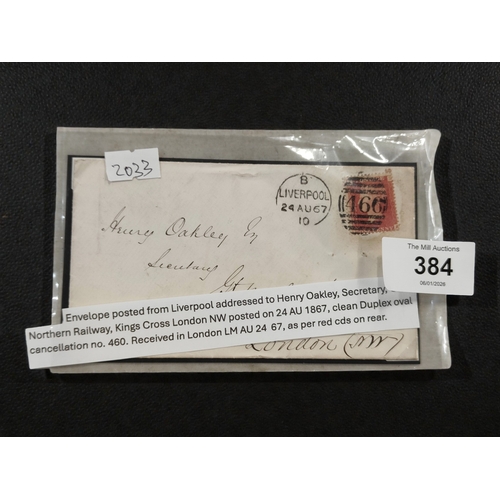 2033
B
LIVERPOOL
24 AU 67
10
466
Henry Oakley Eq
Secretary
Gt
The Mill Auctions
384
06/01/2026
Envelope posted from Liverpool addressed to Henry Oakley, Secretary,
Northern Railway, Kings Cross London NW posted on 24 AU 1867, clean Duplex oval
cancellation no. 460. Received in London LM AU 24 67, as per red cds on rear.
London (NW)